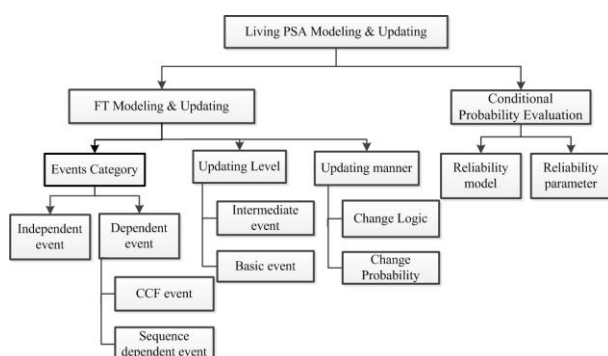 Living PSA Modeling & Updating
FT Modeling & Updating
Conditional
Probability Evaluation
Events Category
Updating Level
Updating manner
Reliability
model
Reliability
parameter
Independent
event
Dependent
event
Intermediate
event
Change Logic
Basic event
Change
Probability
CCF event
Sequence
dependent event